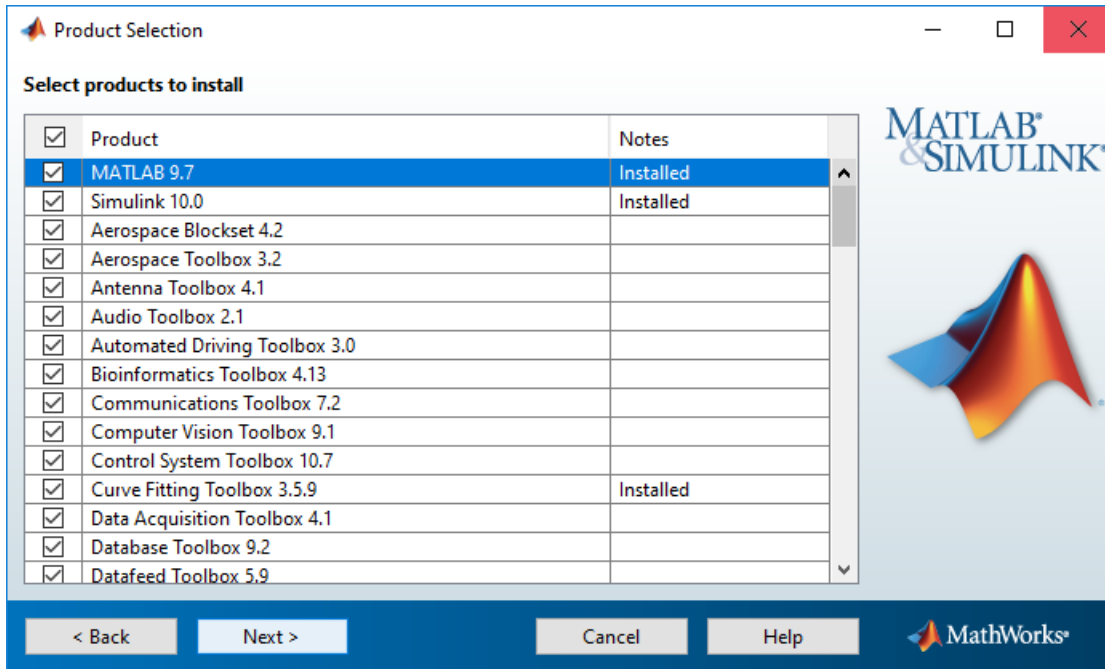 Product Selection
Select products to install
Product Notes
MATLAB 9.7 Installed
Simulink 10.0 Installed
Aerospace Blockset 4.2
Aerospace Toolbox 3.2
Antenna Toolbox 4.1
Audio Toolbox 2.1
Automated Driving Toolbox 3.0
Bioinformatics Toolbox 4.13
Communications Toolbox 7.2
Computer Vision Toolbox 9.1
Control System Toolbox 10.7
Curve Fitting Toolbox 3.5.9 Installed
Data Acquisition Toolbox 4.1
Database Toolbox 9.2
Datafeed Toolbox 5.9
MATLAB®
&SIMULINK®
< Back Next > Cancel Help
MathWorks®